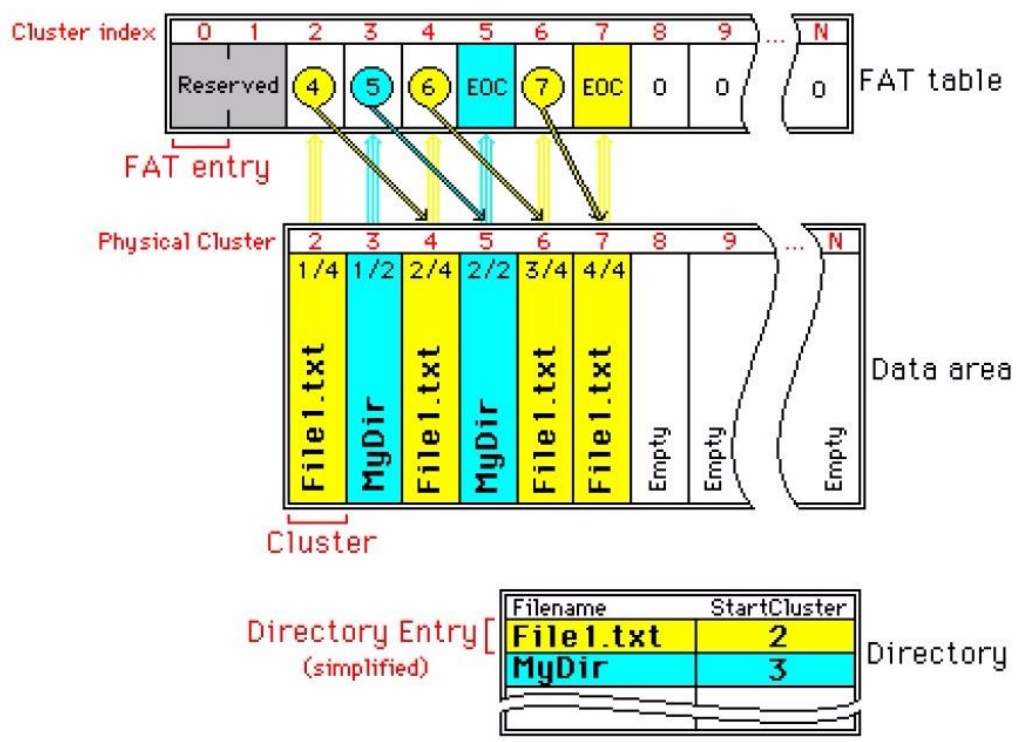 Cluster index 0 1 2 3 4 5 6 7 8 9 ... N
Reserved 4 5 6 EOC 7 EOC 0 0 0 FAT table
FAT entry
Physical Cluster 2 3 4 5 6 7 8 9 ... N
1/4 1/2 2/4 2/2 3/4 4/4
File1.txt MyDir File1.txt MyDir File1.txt File1.txt Empty Empty Empty Data area
Cluster
Filename StartCluster
Directory Entry File1.txt 2
(simplified) MyDir 3 Directory